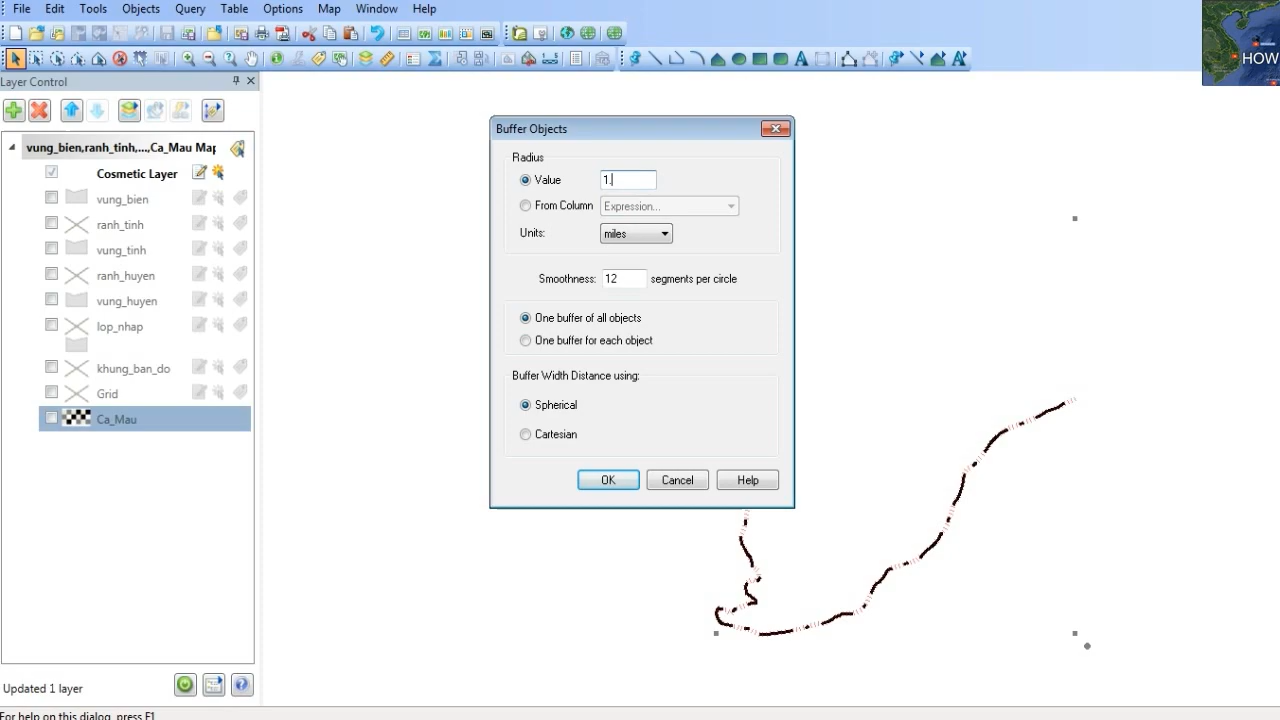 File Edit Tools Objects Query Table Options Map Window Help
HOW
Layer Control
vung_bien,ranh_tinh,...,Ca_Mau Map
Cosmetic Layer
vung_bien
ranh_tinh
vung_tinh
ranh_huyen
vung_huyen
lop_nhap
khung_ban_do
Grid
Ca_Mau
Updated 1 layer
For help on this dialog, press F1
Buffer Objects
Radius
Value 1.
From Column Expression...
Units: miles
Smoothness: 12 segments per circle
One buffer of all objects
One buffer for each object
Buffer Width Distance using:
Spherical
Cartesian
OK Cancel Help